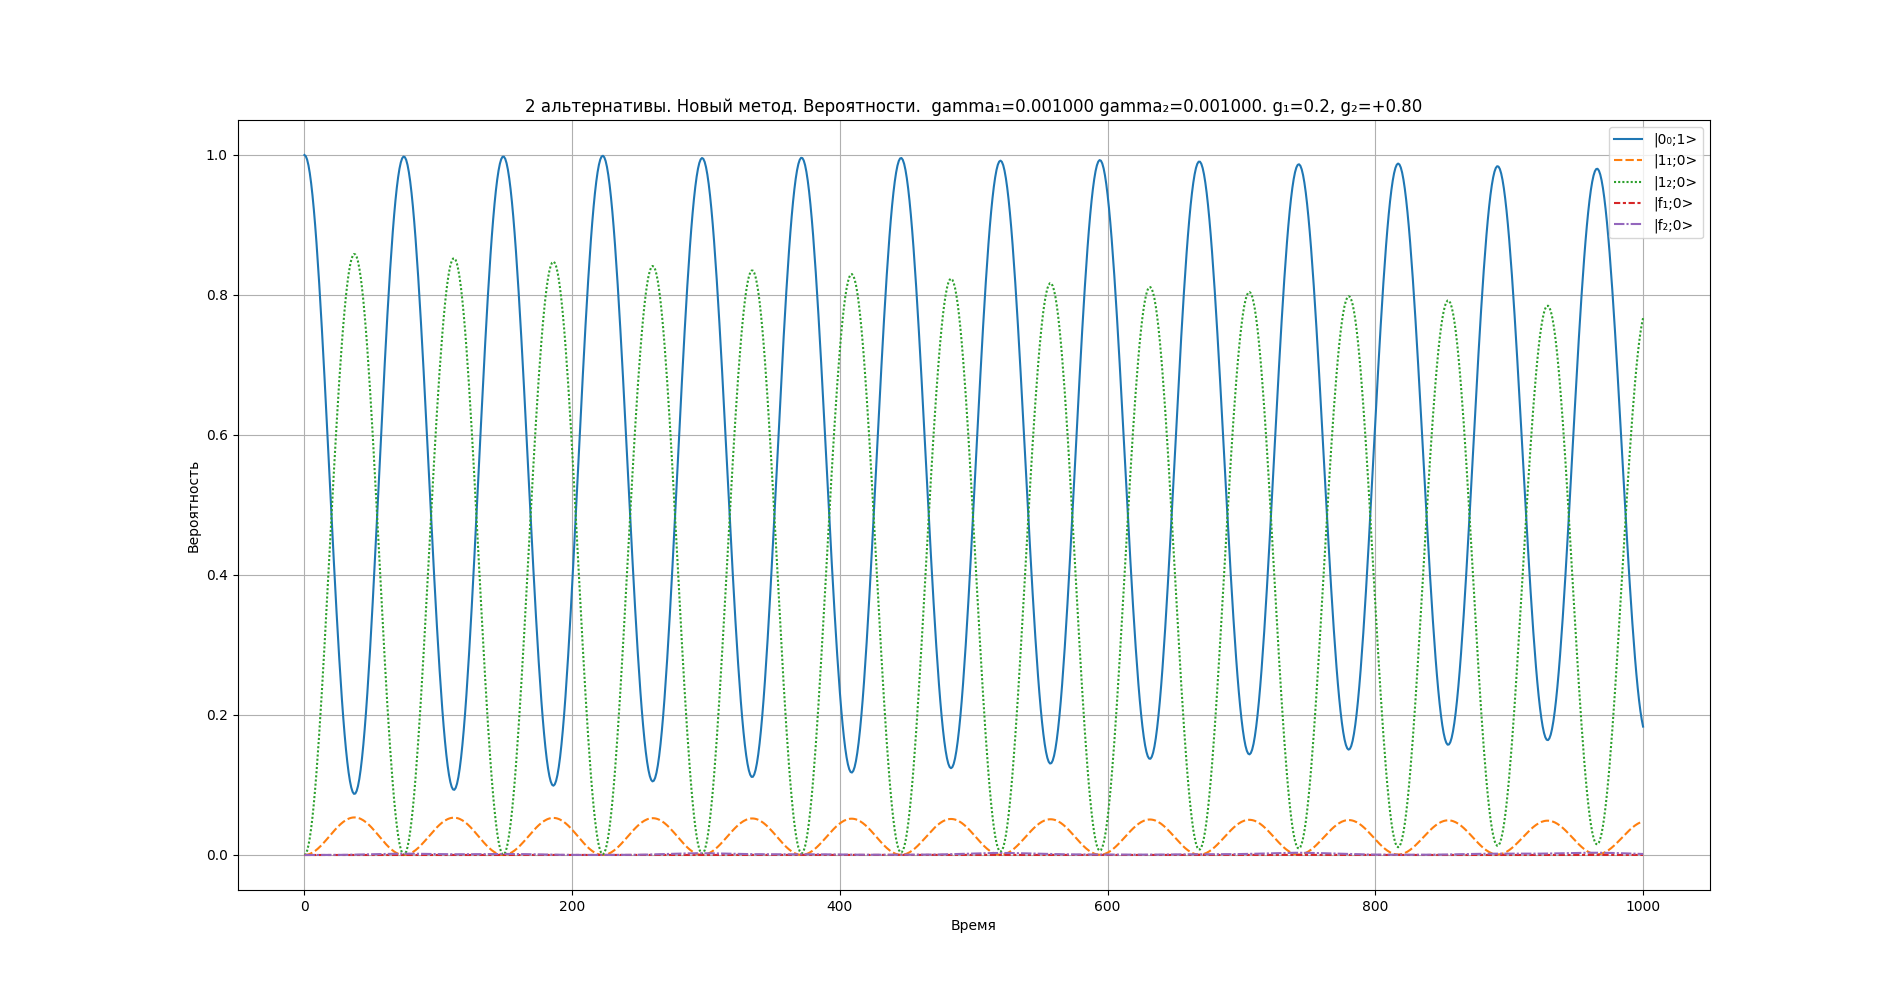 2 альтернативы. Новый метод. Вероятности.  gamma₁=0.001000 gamma₂=0.001000. g₁=0.2, g₂=+0.80
|0₀;1>
|1₁;0>
|1₂;0>
|f₁;0>
|f₂;0>
Вероятность
1.0
0.8
0.6
0.4
0.2
0.0
0 200 400 600 800 1000
Время